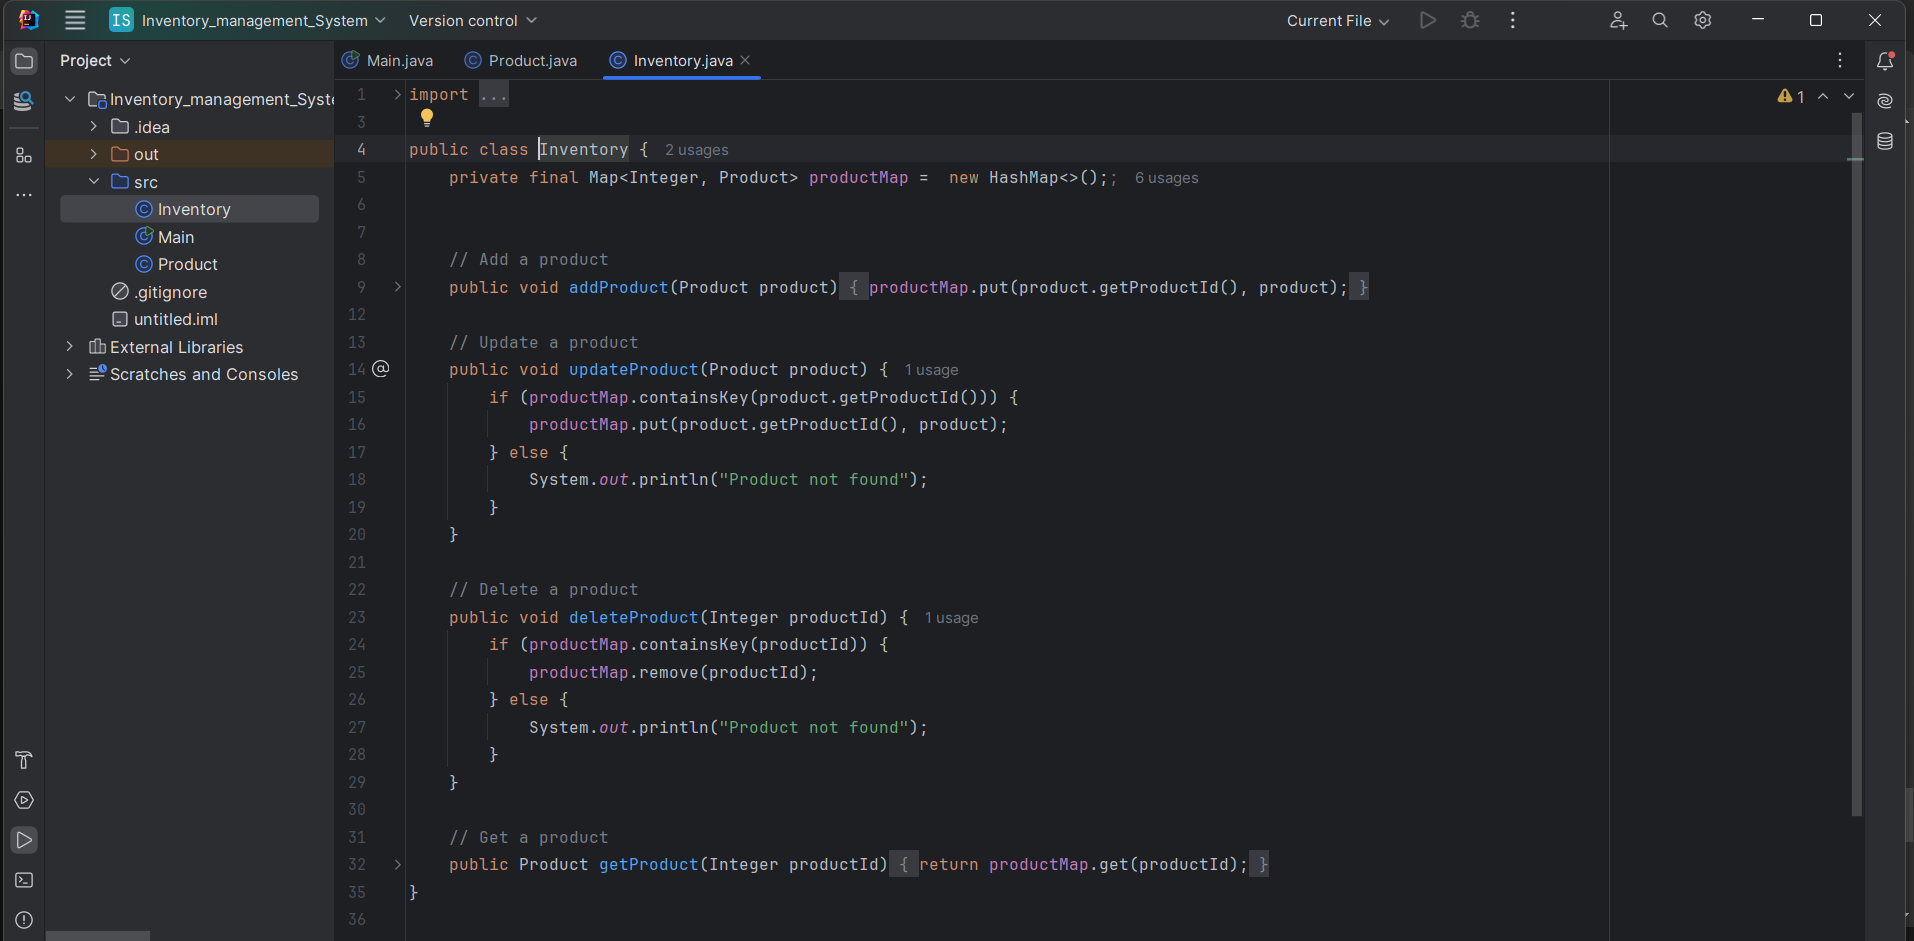 IS Inventory_management_System Version control Current File
Project
Inventory_management_Syste
.idea
out
src
Inventory
Main
Product
.gitignore
untitled.iml
External Libraries
Scratches and Consoles
Main.java Product.java Inventory.java
1 import ...
3
4 public class Inventory { 2 usages
5 private final Map<Integer, Product> productMap =  new HashMap<>();; 6 usages
6
7
8 // Add a product
9 public void addProduct(Product product) { productMap.put(product.getProductId(), product); }
12
13 // Update a product
14 @ public void updateProduct(Product product) { 1 usage
15 if (productMap.containsKey(product.getProductId())) {
16 productMap.put(product.getProductId(), product);
17 } else {
18 System.out.println("Product not found");
19 }
20 }
21
22 // Delete a product
23 public void deleteProduct(Integer productId) { 1 usage
24 if (productMap.containsKey(productId)) {
25 productMap.remove(productId);
26 } else {
27 System.out.println("Product not found");
28 }
29 }
30
31 // Get a product
32 public Product getProduct(Integer productId) { return productMap.get(productId); }
35 }
36
1